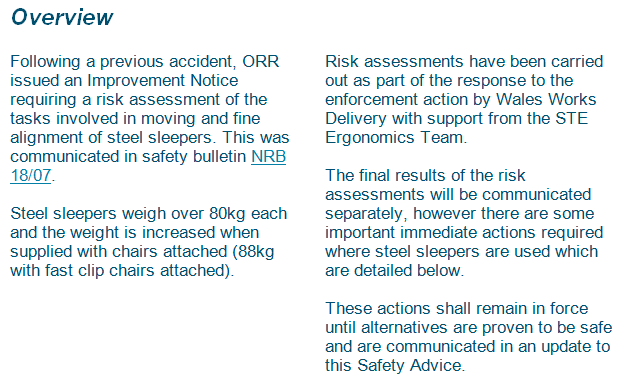 Overview
Following a previous accident, ORR
issued an Improvement Notice
requiring a risk assessment of the
tasks involved in moving and fine
alignment of steel sleepers. This was
communicated in safety bulletin NRB
18/07.
Steel sleepers weigh over 80kg each
and the weight is increased when
supplied with chairs attached (88kg
with fast clip chairs attached).
Risk assessments have been carried
out as part of the response to the
enforcement action by Wales Works
Delivery with support from the STE
Ergonomics Team.
The final results of the risk
assessments will be communicated
separately, however there are some
important immediate actions required
where steel sleepers are used which
are detailed below.
These actions shall remain in force
until alternatives are proven to be safe
and are communicated in an update to
this Safety Advice.